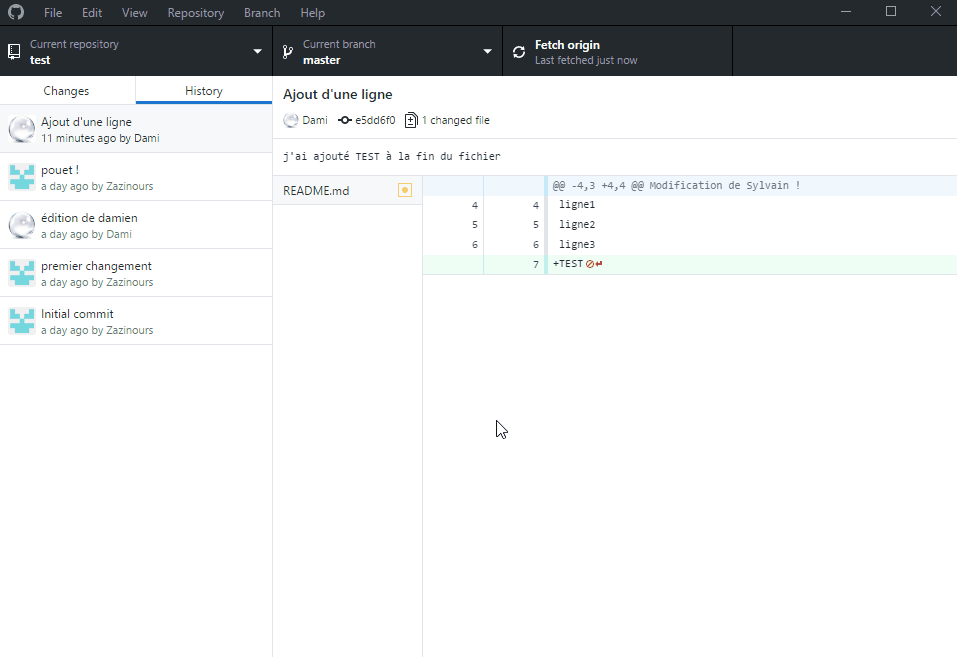 File Edit View Repository Branch Help
Current repository
test
Current branch
master
Fetch origin
Last fetched just now
Changes
History
Ajout d'une ligne
11 minutes ago by Dami
pouet !
a day ago by Zazinours
édition de damien
a day ago by Dami
premier changement
a day ago by Zazinours
Initial commit
a day ago by Zazinours
Ajout d'une ligne
Dami e5dd6f0 1 changed file
j'ai ajouté TEST à la fin du fichier
README.md
@@ -4,3 +4,4 @@ Modification de Sylvain !
4 4 ligne1
5 5 ligne2
6 6 ligne3
7 +TEST